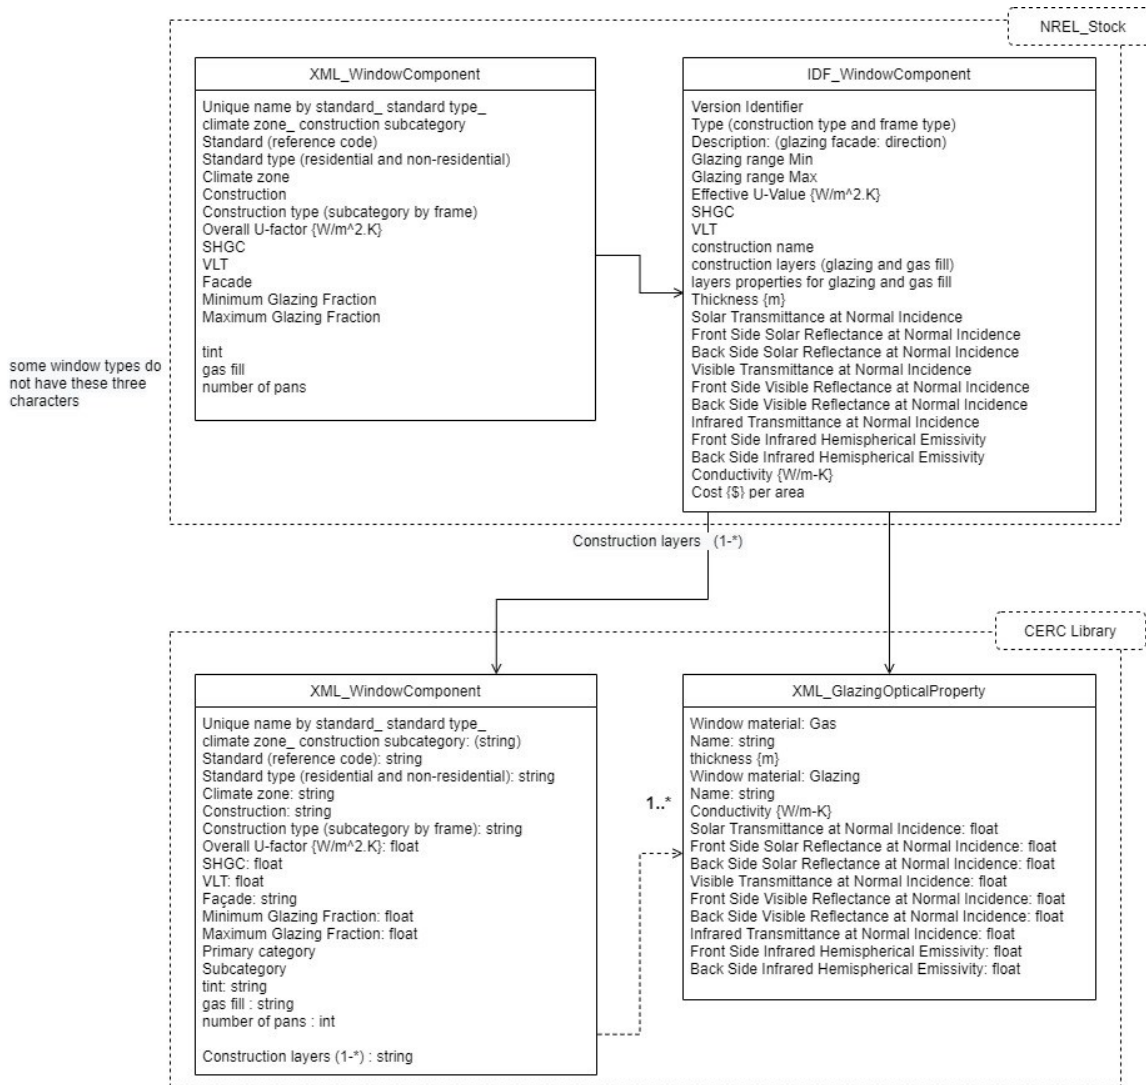 NREL_Stock
XML_WindowComponent
Unique name by standard_ standard type_
climate zone_ construction subcategory
Standard (reference code)
Standard type (residential and non-residential)
Climate zone
Construction
Construction type (subcategory by frame)
Overall U-factor {W/m^2.K}
SHGC
VLT
Facade
Minimum Glazing Fraction
Maximum Glazing Fraction
tint
gas fill
number of pans
some window types do
not have these three
characters
IDF_WindowComponent
Version Identifier
Type (construction type and frame type)
Description: (glazing facade: direction)
Glazing range Min
Glazing range Max
Effective U-Value {W/m^2.K}
SHGC
VLT
construction name
construction layers (glazing and gas fill)
layers properties for glazing and gas fill
Thickness {m}
Solar Transmittance at Normal Incidence
Front Side Solar Reflectance at Normal Incidence
Back Side Solar Reflectance at Normal Incidence
Visible Transmittance at Normal Incidence
Front Side Visible Reflectance at Normal Incidence
Back Side Visible Reflectance at Normal Incidence
Infrared Transmittance at Normal Incidence
Front Side Infrared Hemispherical Emissivity
Back Side Infrared Hemispherical Emissivity
Conductivity {W/m-K}
Cost {$} per area
Construction layers (1-*)
CERC Library
XML_WindowComponent
Unique name by standard_ standard type_
climate zone_ construction subcategory: (string)
Standard (reference code): string
Standard type (residential and non-residential): string
Climate zone: string
Construction: string
Construction type (subcategory by frame): string
Overall U-factor {W/m^2.K}: float
SHGC: float
VLT: float
Façade: string
Minimum Glazing Fraction: float
Maximum Glazing Fraction: float
Primary category
Subcategory
tint: string
gas fill : string
number of pans : int
Construction layers (1-*) : string
1..*
XML_GlazingOpticalProperty
Window material: Gas
Name: string
thickness {m}
Window material: Glazing
Name: string
Conductivity {W/m-K}
Solar Transmittance at Normal Incidence: float
Front Side Solar Reflectance at Normal Incidence: float
Back Side Solar Reflectance at Normal Incidence: float
Visible Transmittance at Normal Incidence: float
Front Side Visible Reflectance at Normal Incidence: float
Back Side Visible Reflectance at Normal Incidence: float
Infrared Transmittance at Normal Incidence: float
Front Side Infrared Hemispherical Emissivity: float
Back Side Infrared Hemispherical Emissivity: float